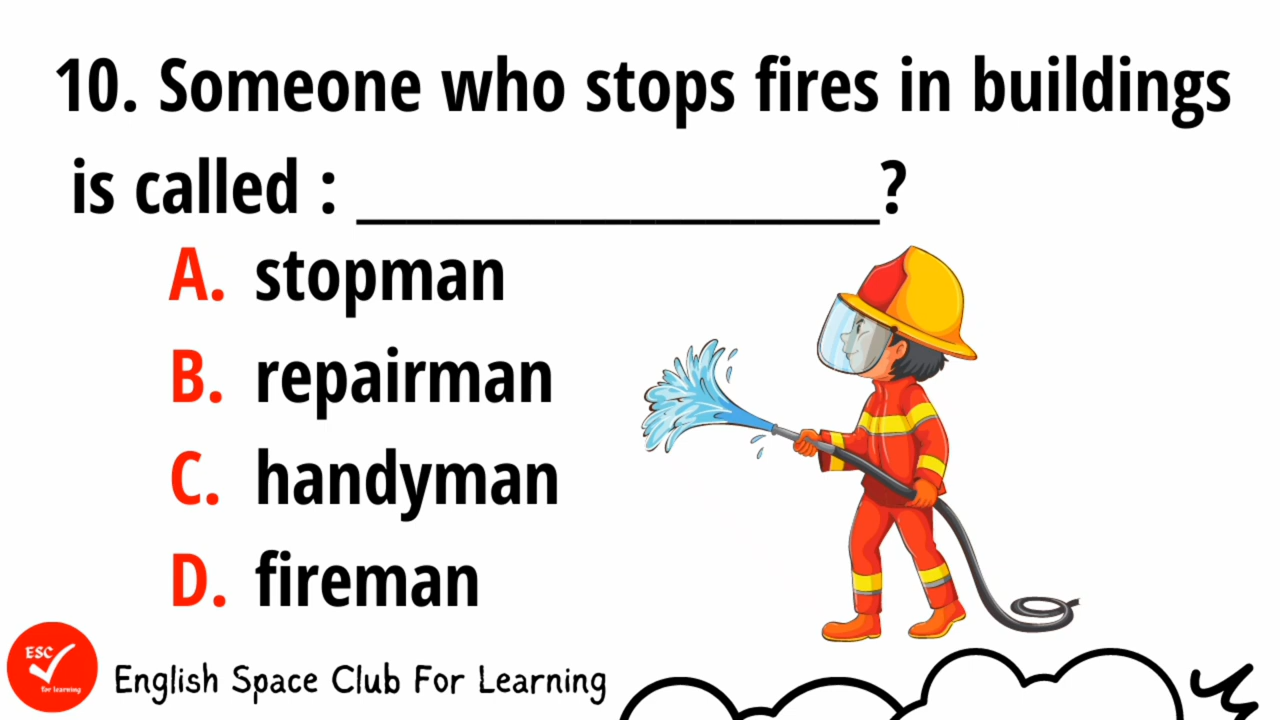 10. Someone who stops fires in buildings
is called : ________________?
A. stopman
B. repairman
C. handyman
D. fireman
ESC
for learning
English Space Club For Learning